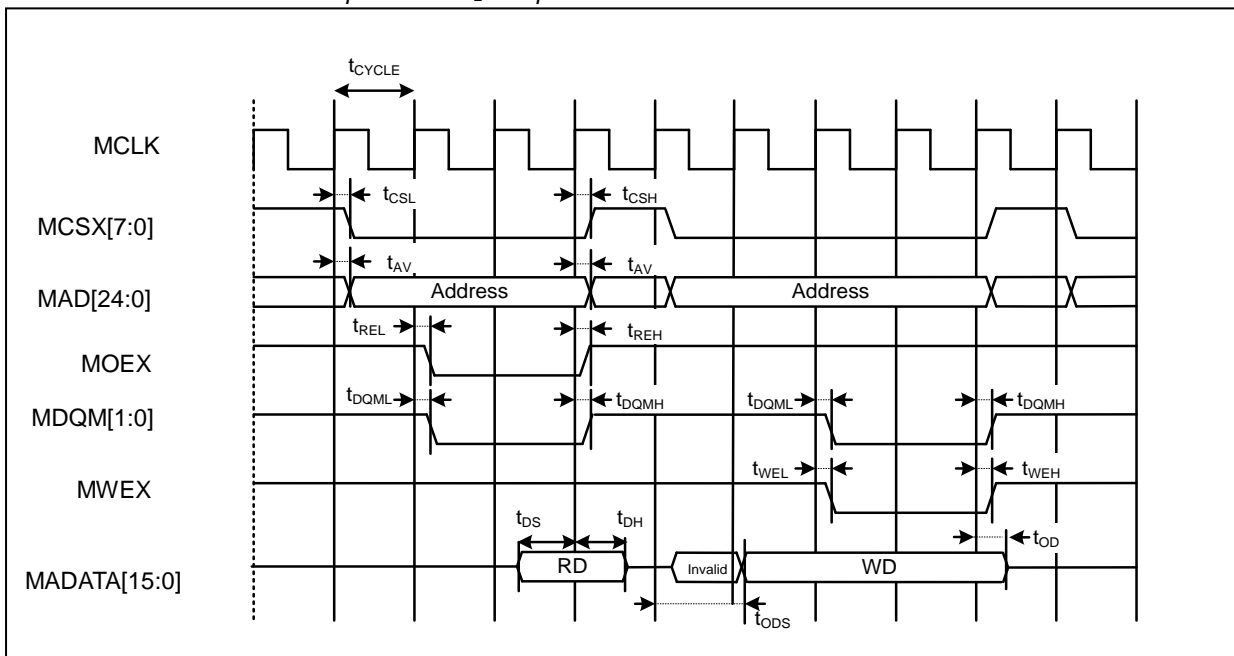 tCYCLE
MCLK
tCSL
tCSH
MCSX[7:0]
tAV
tAV
MAD[24:0]
Address
Address
tREL
tREH
MOEX
tDQML
tDQMH
tDQML
tDQMH
MDQM[1:0]
tWEL
tWEH
MWEX
tDS
tDH
tOD
MADATA[15:0]
RD
Invalid
WD
tODS